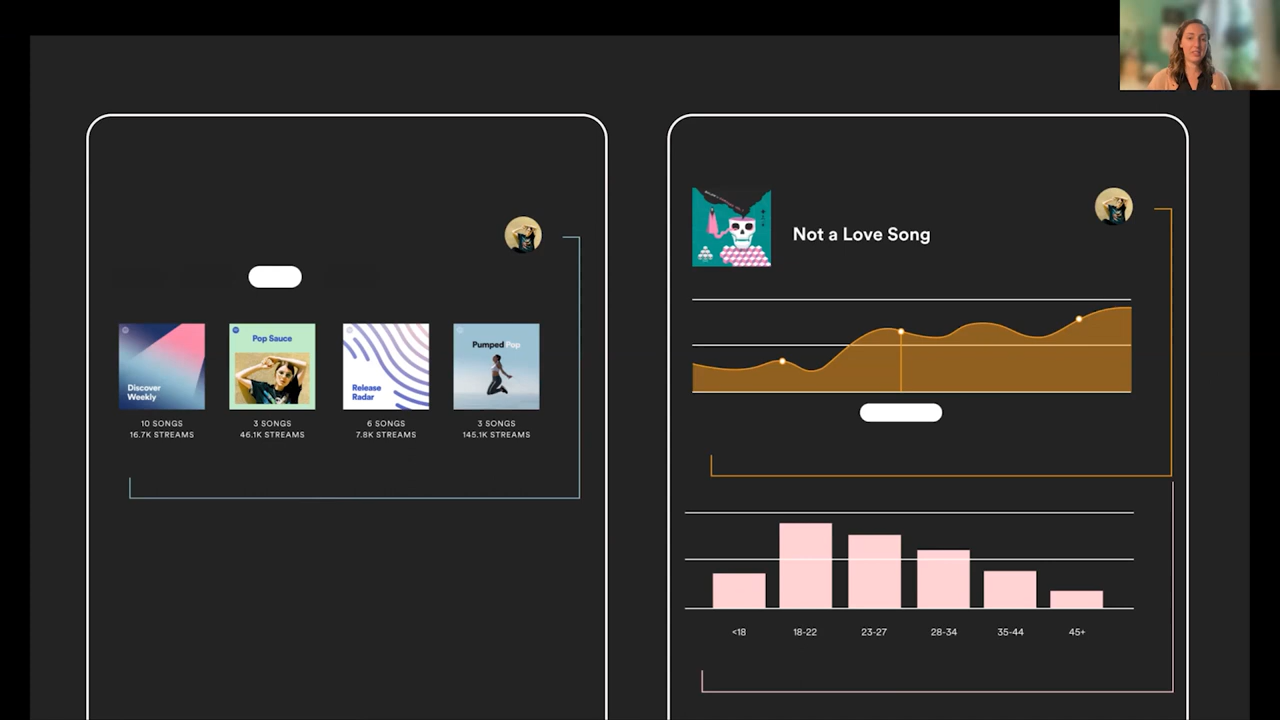 Not a Love Song
Discover
Weekly
Pop Sauce
Release
Radar
Pumped Pop
10 SONGS
16.7K STREAMS
3 SONGS
46.1K STREAMS
6 SONGS
7.8K STREAMS
3 SONGS
145.1K STREAMS
<18
18-22
23-27
28-34
35-44
45+